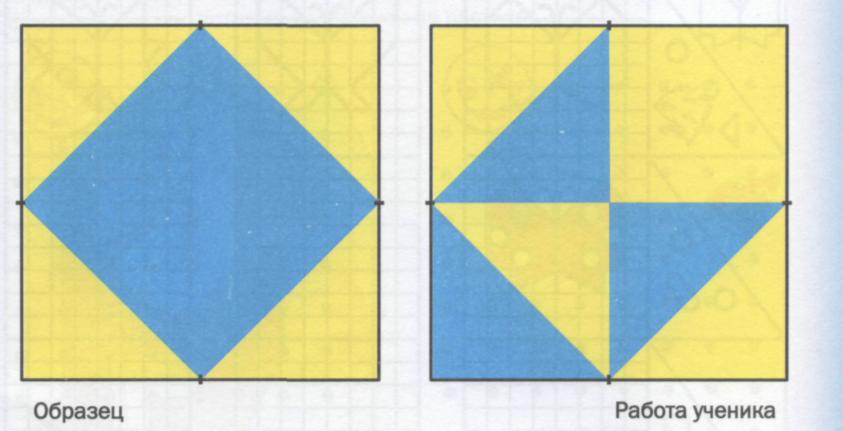 Образец
Работа ученика